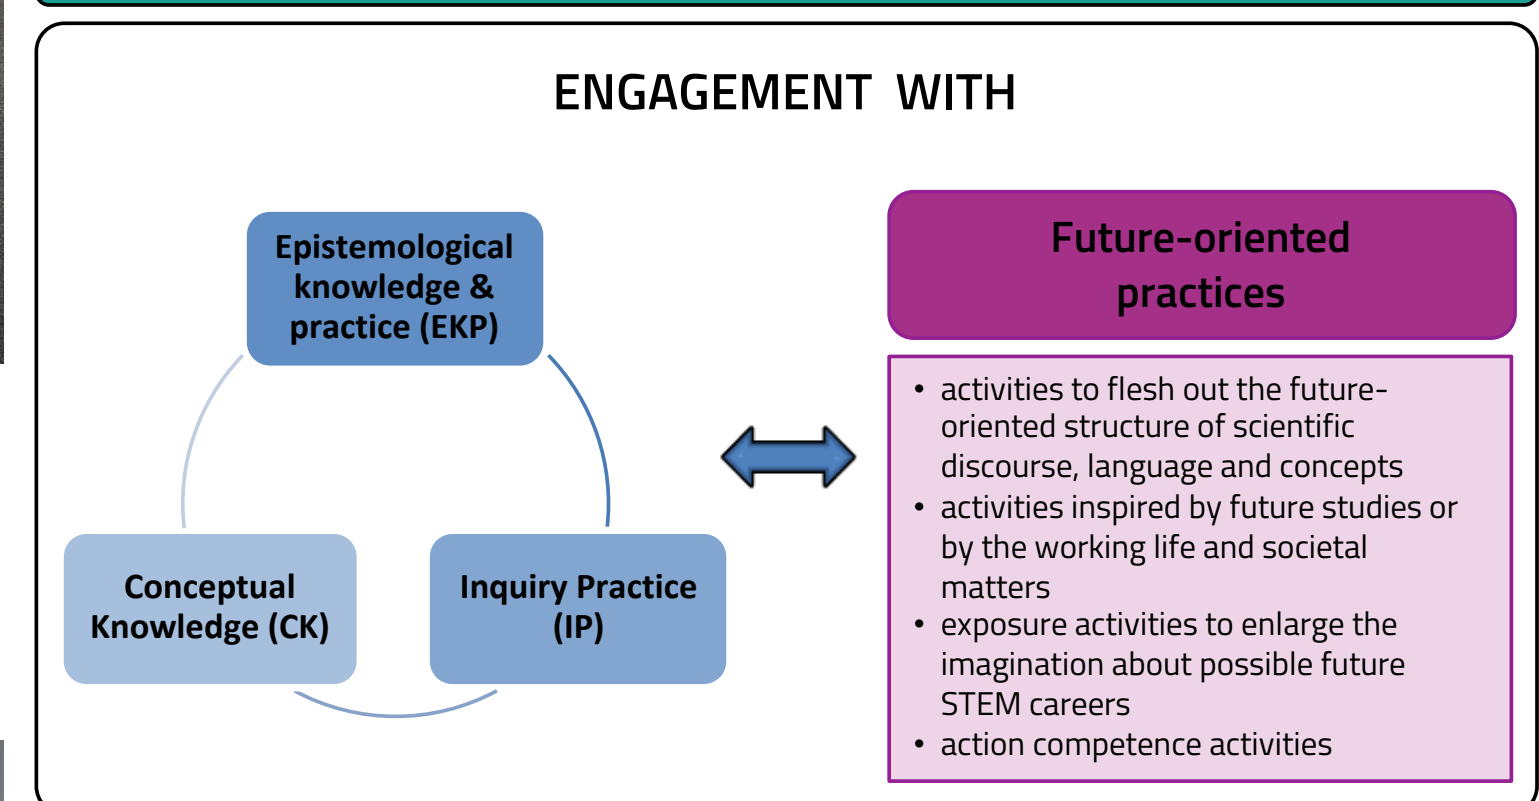 ENGAGEMENT WITH
Epistemological
knowledge &
practice (EKP)
Conceptual
Knowledge (CK)
Inquiry Practice
(IP)
Future-oriented
practices
• activities to flesh out the future-
oriented structure of scientific
discourse, language and concepts
• activities inspired by future studies or
by the working life and societal
matters
• exposure activities to enlarge the
imagination about possible future
STEM careers
• action competence activities